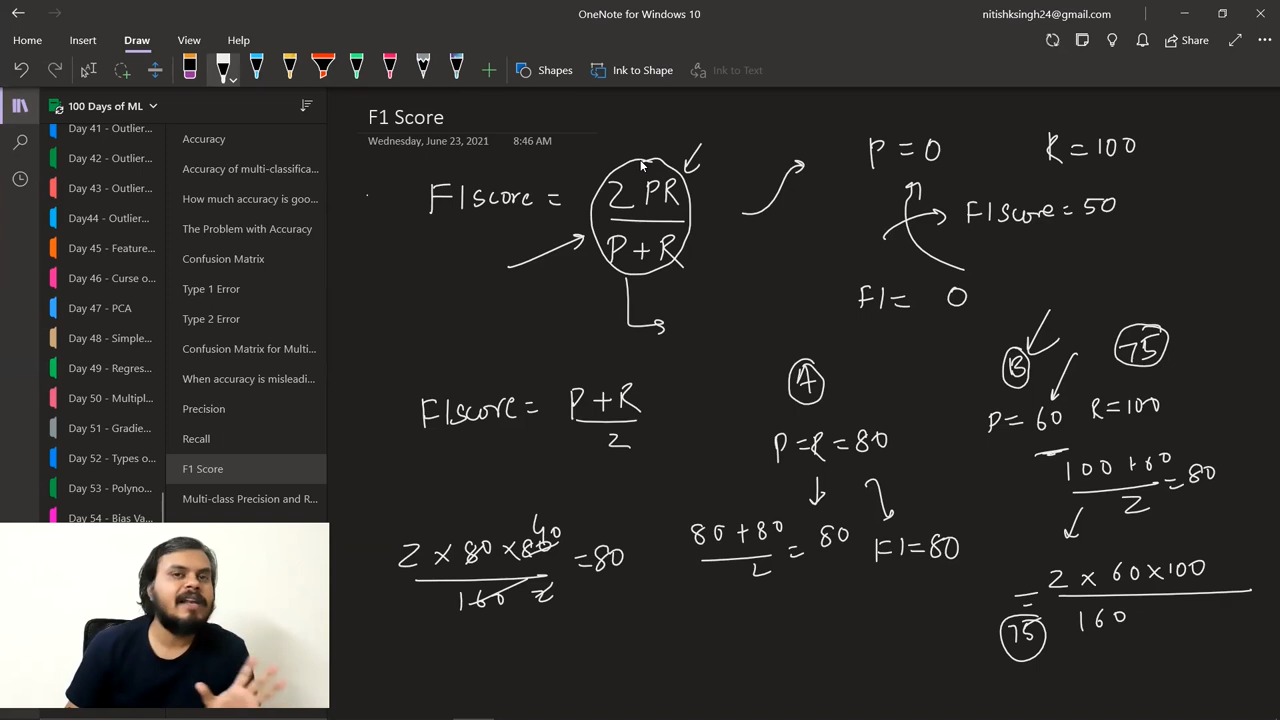 OneNote for Windows 10
nitishksingh24@gmail.com
Home Insert Draw View Help
Share
Shapes
Ink to Shape
Ink to Text
100 Days of ML
Day 41 - Outlier...
Day 42 - Outlier...
Day 43 - Outlier...
Day44 - Outlier...
Day 45 - Feature...
Day 46 - Curse o...
Day 47 - PCA
Day 48 - Simple...
Day 49 - Regres...
Day 50 - Multipl...
Day 51 - Gradie...
Day 52 - Types o...
Day 53 - Polyno...
Day 54 - Bias Va...
Accuracy
Accuracy of multi-classifica...
How much accuracy is goo...
The Problem with Accuracy
Confusion Matrix
Type 1 Error
Type 2 Error
Confusion Matrix for Multi...
When accuracy is misleadi...
Precision
Recall
F1 Score
Multi-class Precision and R...
F1 Score
Wednesday, June 23, 2021 8:46 AM
F1score = 2PR
P+R
P = 0 R = 100
F1score = 50
F1 = 0
F1score = P+R
2
A
P = R = 80
80+80
2
= 80
F1=80
2 × 80 × 80 40
160 2
= 80
B
75
P = 60 R = 100
100+60
2
= 80
= 2 × 60 × 100
160
75